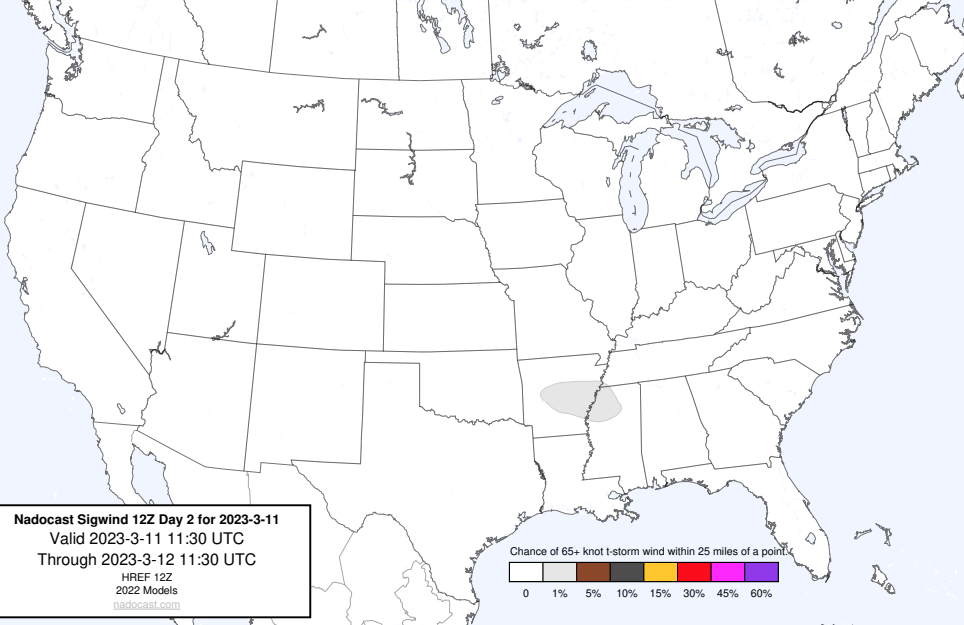 Nadocast Sigwind 12Z Day 2 for 2023-3-11
Valid 2023-3-11 11:30 UTC
Through 2023-3-12 11:30 UTC
HREF 12Z
2022 Models
nadocast.com
Chance of 65+ knot t-storm wind within 25 miles of a point.
0 1% 5% 10% 15% 30% 45% 60%